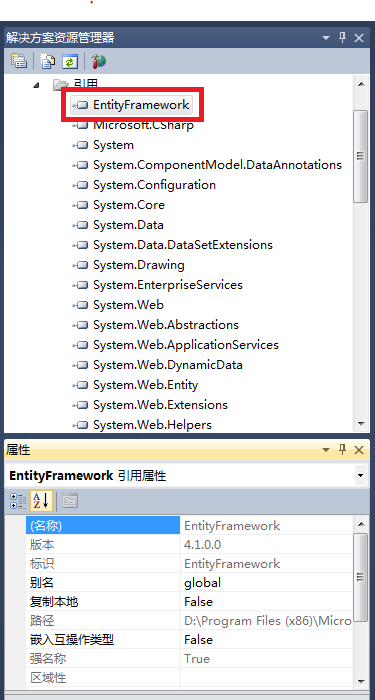 解决方案资源管理器
引用
EntityFramework
Microsoft.CSharp
System
System.ComponentModel.DataAnnotations
System.Configuration
System.Core
System.Data
System.Data.DataSetExtensions
System.Drawing
System.EnterpriseServices
System.Web
System.Web.Abstractions
System.Web.ApplicationServices
System.Web.DynamicData
System.Web.Entity
System.Web.Extensions
System.Web.Helpers
属性
EntityFramework 引用属性
(名称) EntityFramework
版本 4.1.0.0
标识 EntityFramework
别名 global
复制本地 False
路径 D:\Program Files (x86)\Micro
嵌入互操作类型 False
强名称 True
区域性